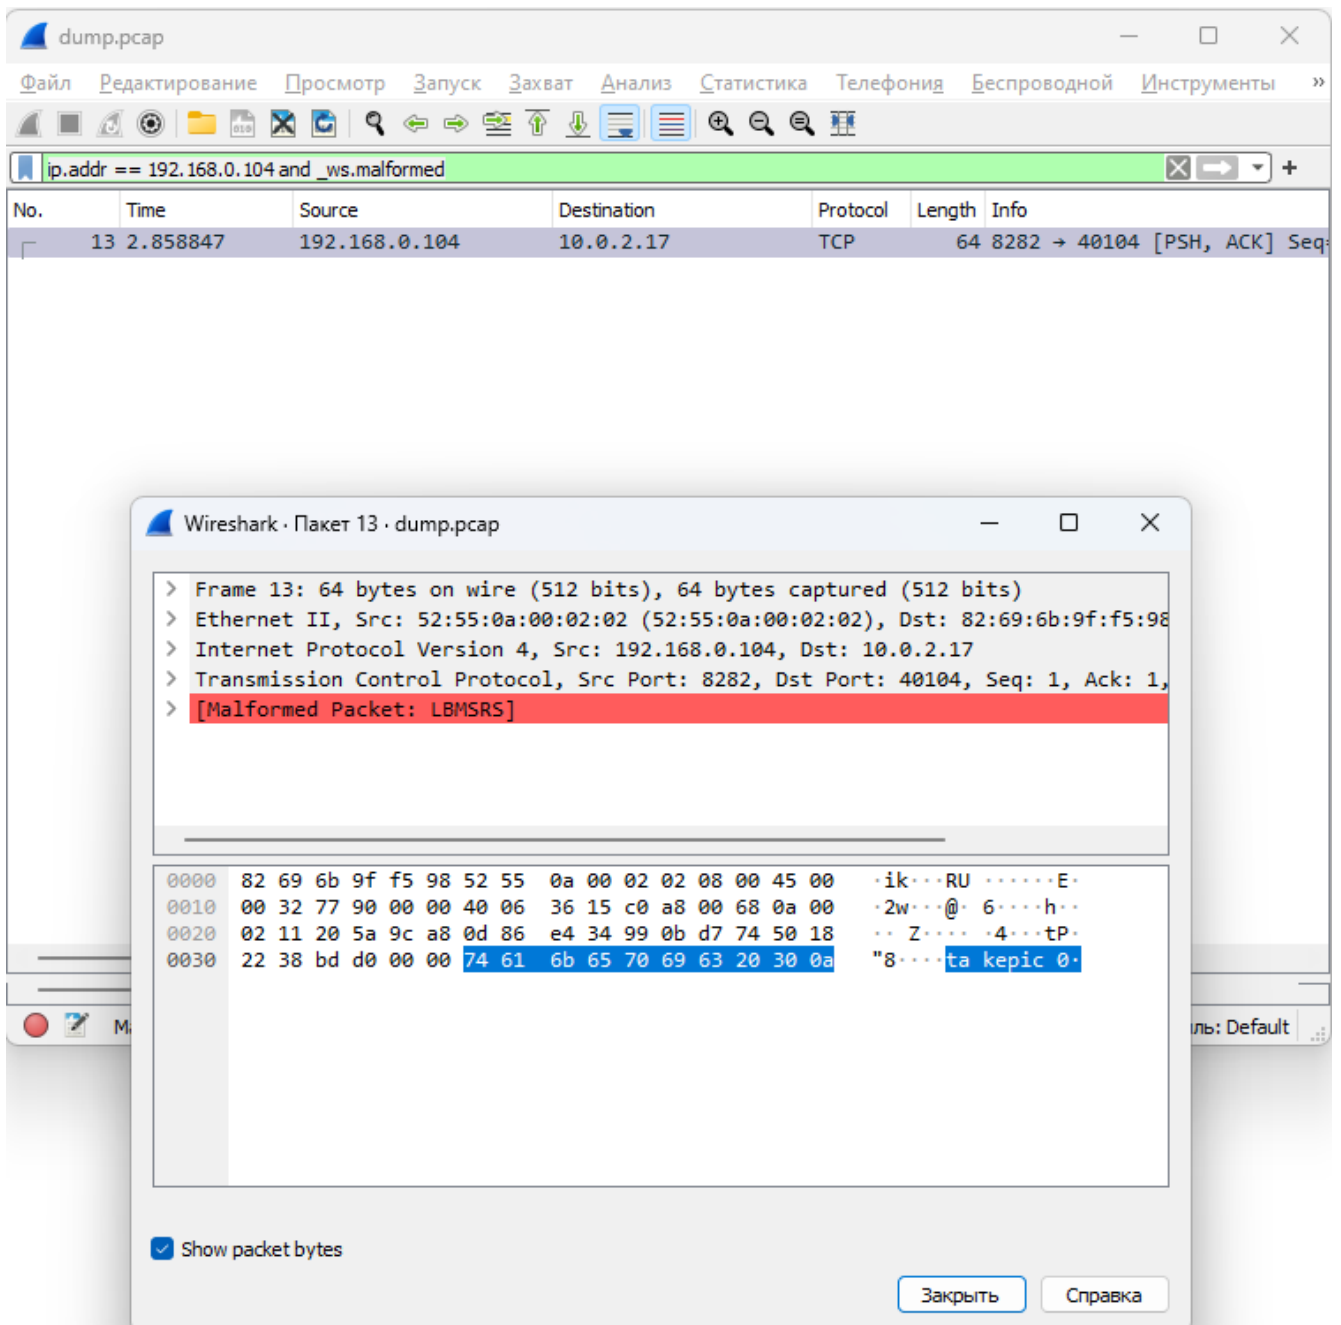 dump.pcap
Файл Редактирование Просмотр Запуск Захват Анализ Статистика Телефония Беспроводной Инструменты »
ip.addr == 192.168.0.104 and _ws.malformed
No. Time Source Destination Protocol Length Info
13 2.858847 192.168.0.104 10.0.2.17 TCP 64 8282 → 40104 [PSH, ACK] Seq=
Wireshark · Пакет 13 · dump.pcap
Frame 13: 64 bytes on wire (512 bits), 64 bytes captured (512 bits)
Ethernet II, Src: 52:55:0a:00:02:02 (52:55:0a:00:02:02), Dst: 82:69:6b:9f:f5:98
Internet Protocol Version 4, Src: 192.168.0.104, Dst: 10.0.2.17
Transmission Control Protocol, Src Port: 8282, Dst Port: 40104, Seq: 1, Ack: 1,
[Malformed Packet: LBMSRS]
0000 82 69 6b 9f f5 98 52 55 0a 00 02 02 08 00 45 00 ·ik···RU ······E·
0010 00 32 77 90 00 00 40 06 36 15 c0 a8 00 68 0a 00 ·2w···@· 6····h··
0020 02 11 20 5a 9c a8 0d 86 e4 34 99 0b d7 74 50 18 ·· Z···· ·4···tP·
0030 22 38 bd d0 00 00 74 61 6b 65 70 69 63 20 30 0a "8····ta kepic 0·
ль: Default
Show packet bytes
Закрыть Справка